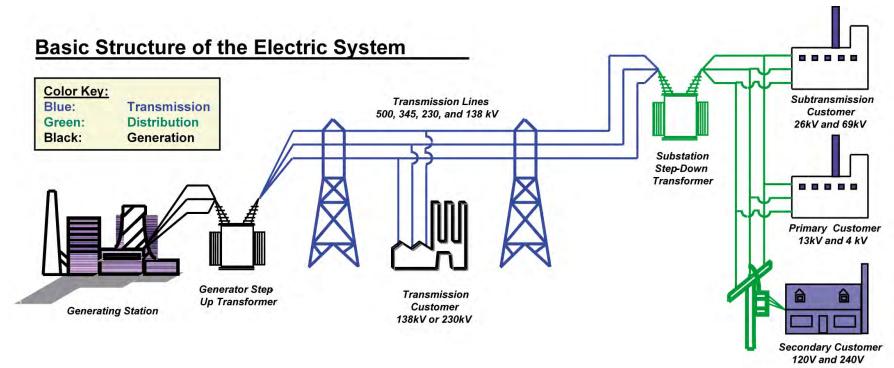 Basic Structure of the Electric System
Color Key:
Blue: Transmission
Green: Distribution
Black: Generation
Transmission Lines
500, 345, 230, and 138 kV
Generating Station
Generator Step
Up Transformer
Transmission
Customer
138kV or 230kV
Substation
Step-Down
Transformer
Subtransmission
Customer
26kV and 69kV
Primary Customer
13kV and 4 kV
Secondary Customer
120V and 240V